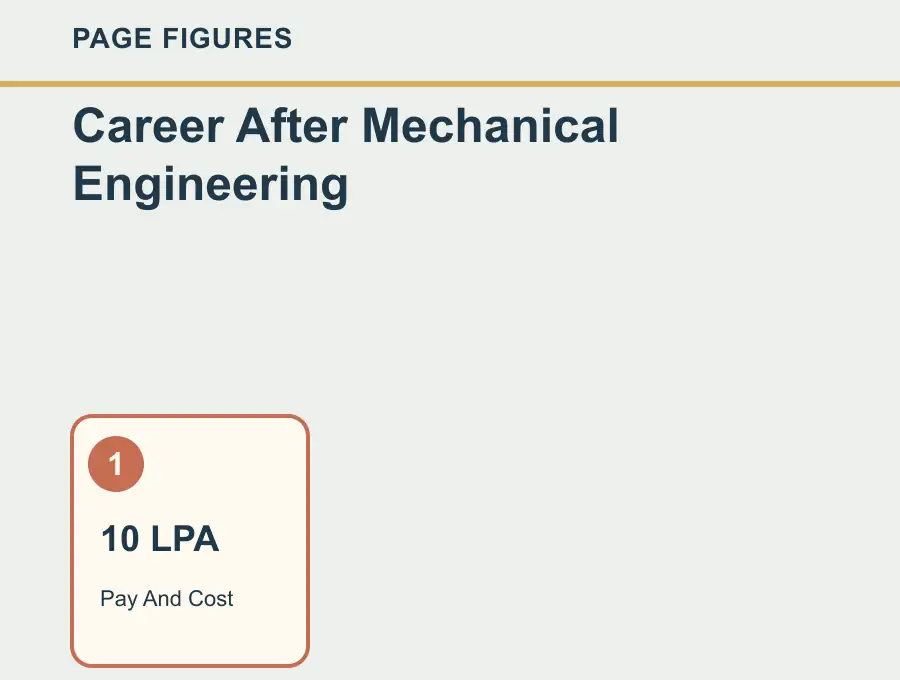 PAGE FIGURES
Career After Mechanical
Engineering
1
10 LPA
Pay And Cost